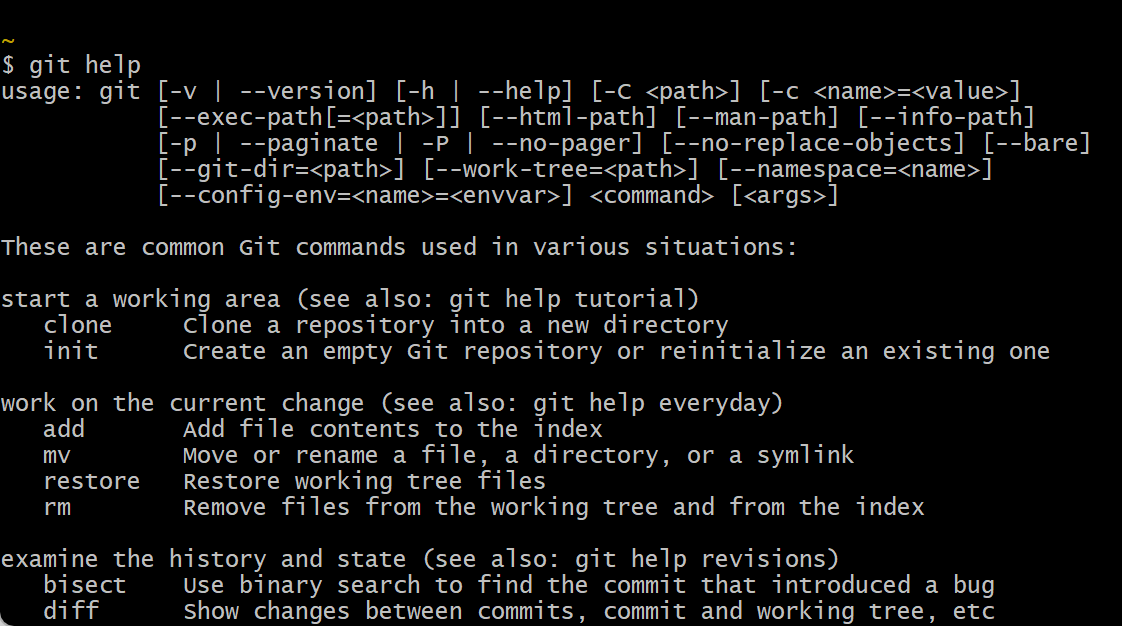 ~
$ git help
usage: git [-v | --version] [-h | --help] [-C <path>] [-c <name>=<value>]
           [--exec-path[=<path>]] [--html-path] [--man-path] [--info-path]
           [-p | --paginate | -P | --no-pager] [--no-replace-objects] [--bare]
           [--git-dir=<path>] [--work-tree=<path>] [--namespace=<name>]
           [--config-env=<name>=<envvar>] <command> [<args>]

These are common Git commands used in various situations:

start a working area (see also: git help tutorial)
   clone     Clone a repository into a new directory
   init      Create an empty Git repository or reinitialize an existing one

work on the current change (see also: git help everyday)
   add       Add file contents to the index
   mv        Move or rename a file, a directory, or a symlink
   restore   Restore working tree files
   rm        Remove files from the working tree and from the index

examine the history and state (see also: git help revisions)
   bisect    Use binary search to find the commit that introduced a bug
   diff      Show changes between commits, commit and working tree, etc